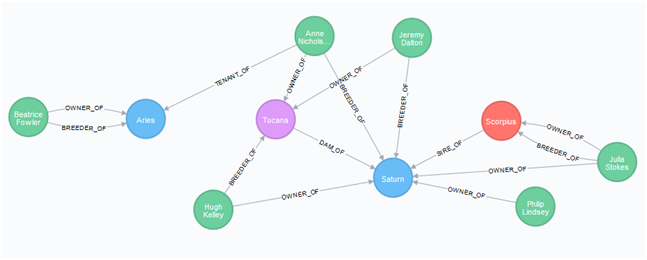 Anne
Nichols...
Jeremy
Dalton
TENANT_OF
OWNER_OF
OWNER_OF
BREEDER_OF
BREEDER_OF
Beatrice
Fowler
OWNER_OF
BREEDER_OF
Aries
Tucana
Scorpius
OWNER_OF
BREEDER_OF
DAM_OF
SIRE_OF
Julia
Stokes
BREEDER_OF
Saturn
OWNER_OF
OWNER_OF
OWNER_OF
Hugh
Kelley
Philip
Lindsey